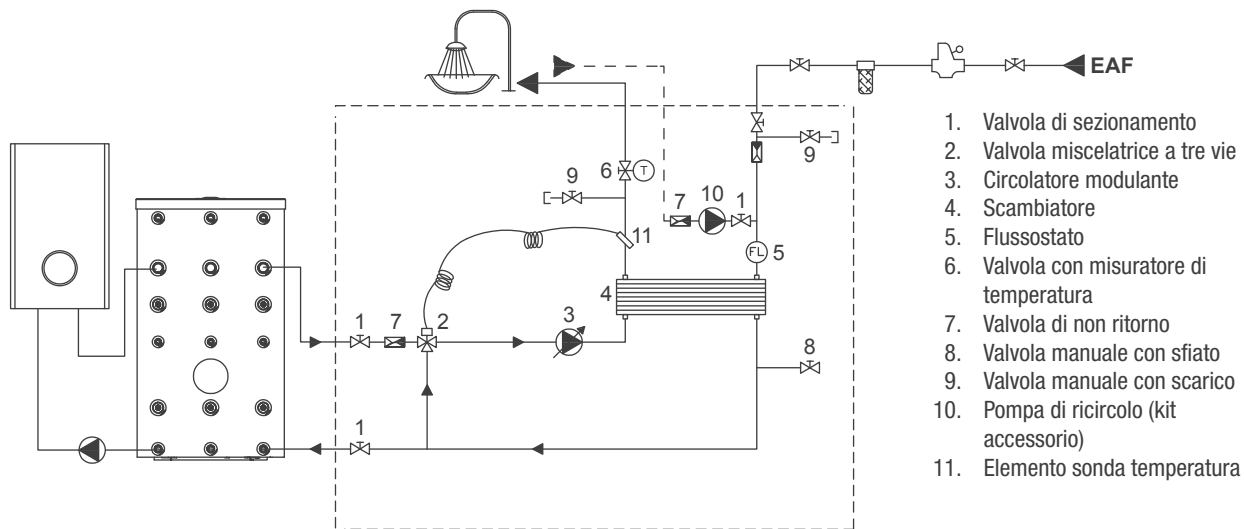 EAF
9
6
T
9
7
10
1
11
FL
5
4
1
7
2
3
8
1
1. Valvola di sezionamento
2. Valvola miscelatrice a tre vie
3. Circolatore modulante
4. Scambiatore
5. Flussostato
6. Valvola con misuratore di
temperatura
7. Valvola di non ritorno
8. Valvola manuale con sfiato
9. Valvola manuale con scarico
10. Pompa di ricircolo (kit
accessorio)
11. Elemento sonda temperatura